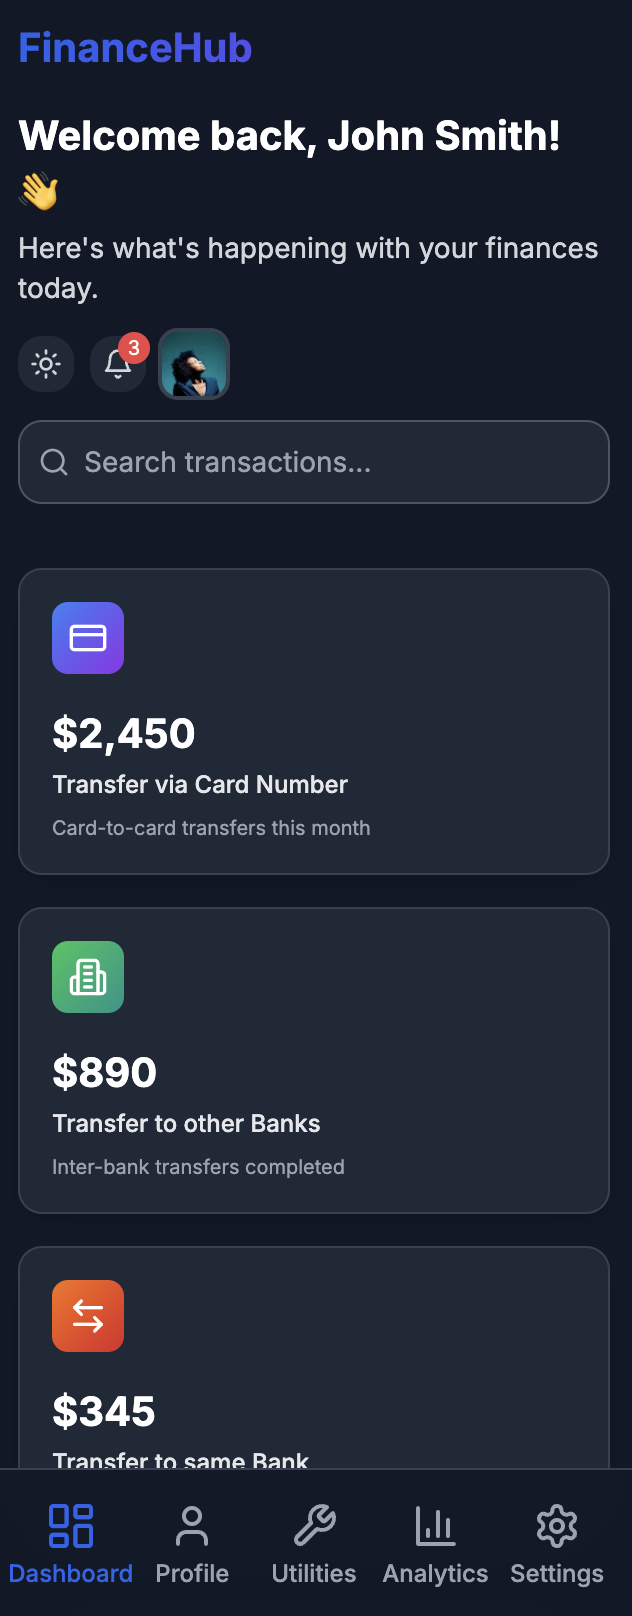 FinanceHub
Welcome back, John Smith!
👋
Here's what's happening with your finances
today.
3
Search transactions...
$2,450
Transfer via Card Number
Card-to-card transfers this month
$890
Transfer to other Banks
Inter-bank transfers completed
$345
Transfer to same Bank
Dashboard Profile Utilities Analytics Settings